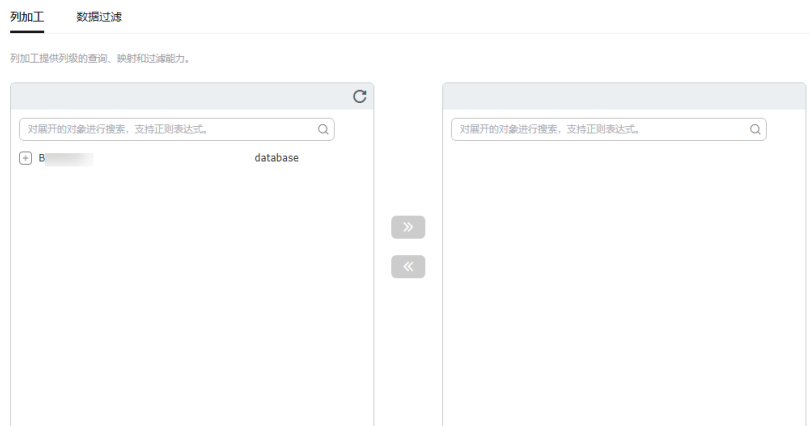 列加工 数据过滤
列加工提供列级的查询、映射和过滤能力。
对展开的对象进行搜索，支持正则表达式。 对展开的对象进行搜索，支持正则表达式。
B database